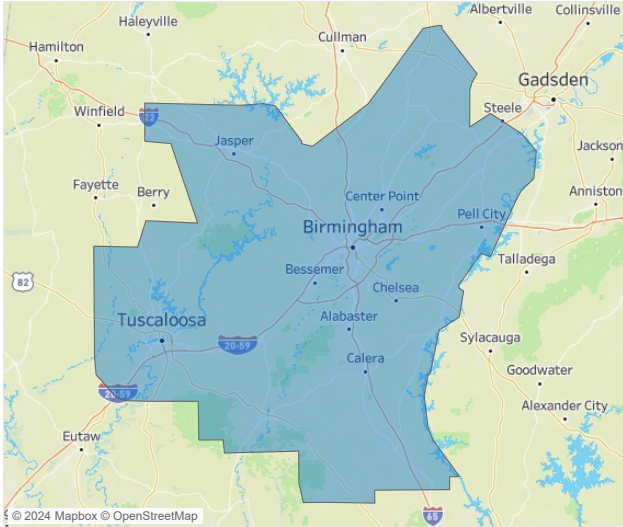 Albertville
Collinsville
Haleyville
Cullman
Hamilton
Gadsden
Steele
Winfield
22
Jasper
Jackson
Fayette
Berry
Center Point
Anniston
Pell City
Birmingham
Talladega
Bessemer
82
Chelsea
Alabaster
Tuscaloosa
Sylacauga
20-59
Calera
Goodwater
20-59
Alexander City
Eutaw
65
© 2024 Mapbox © OpenStreetMap